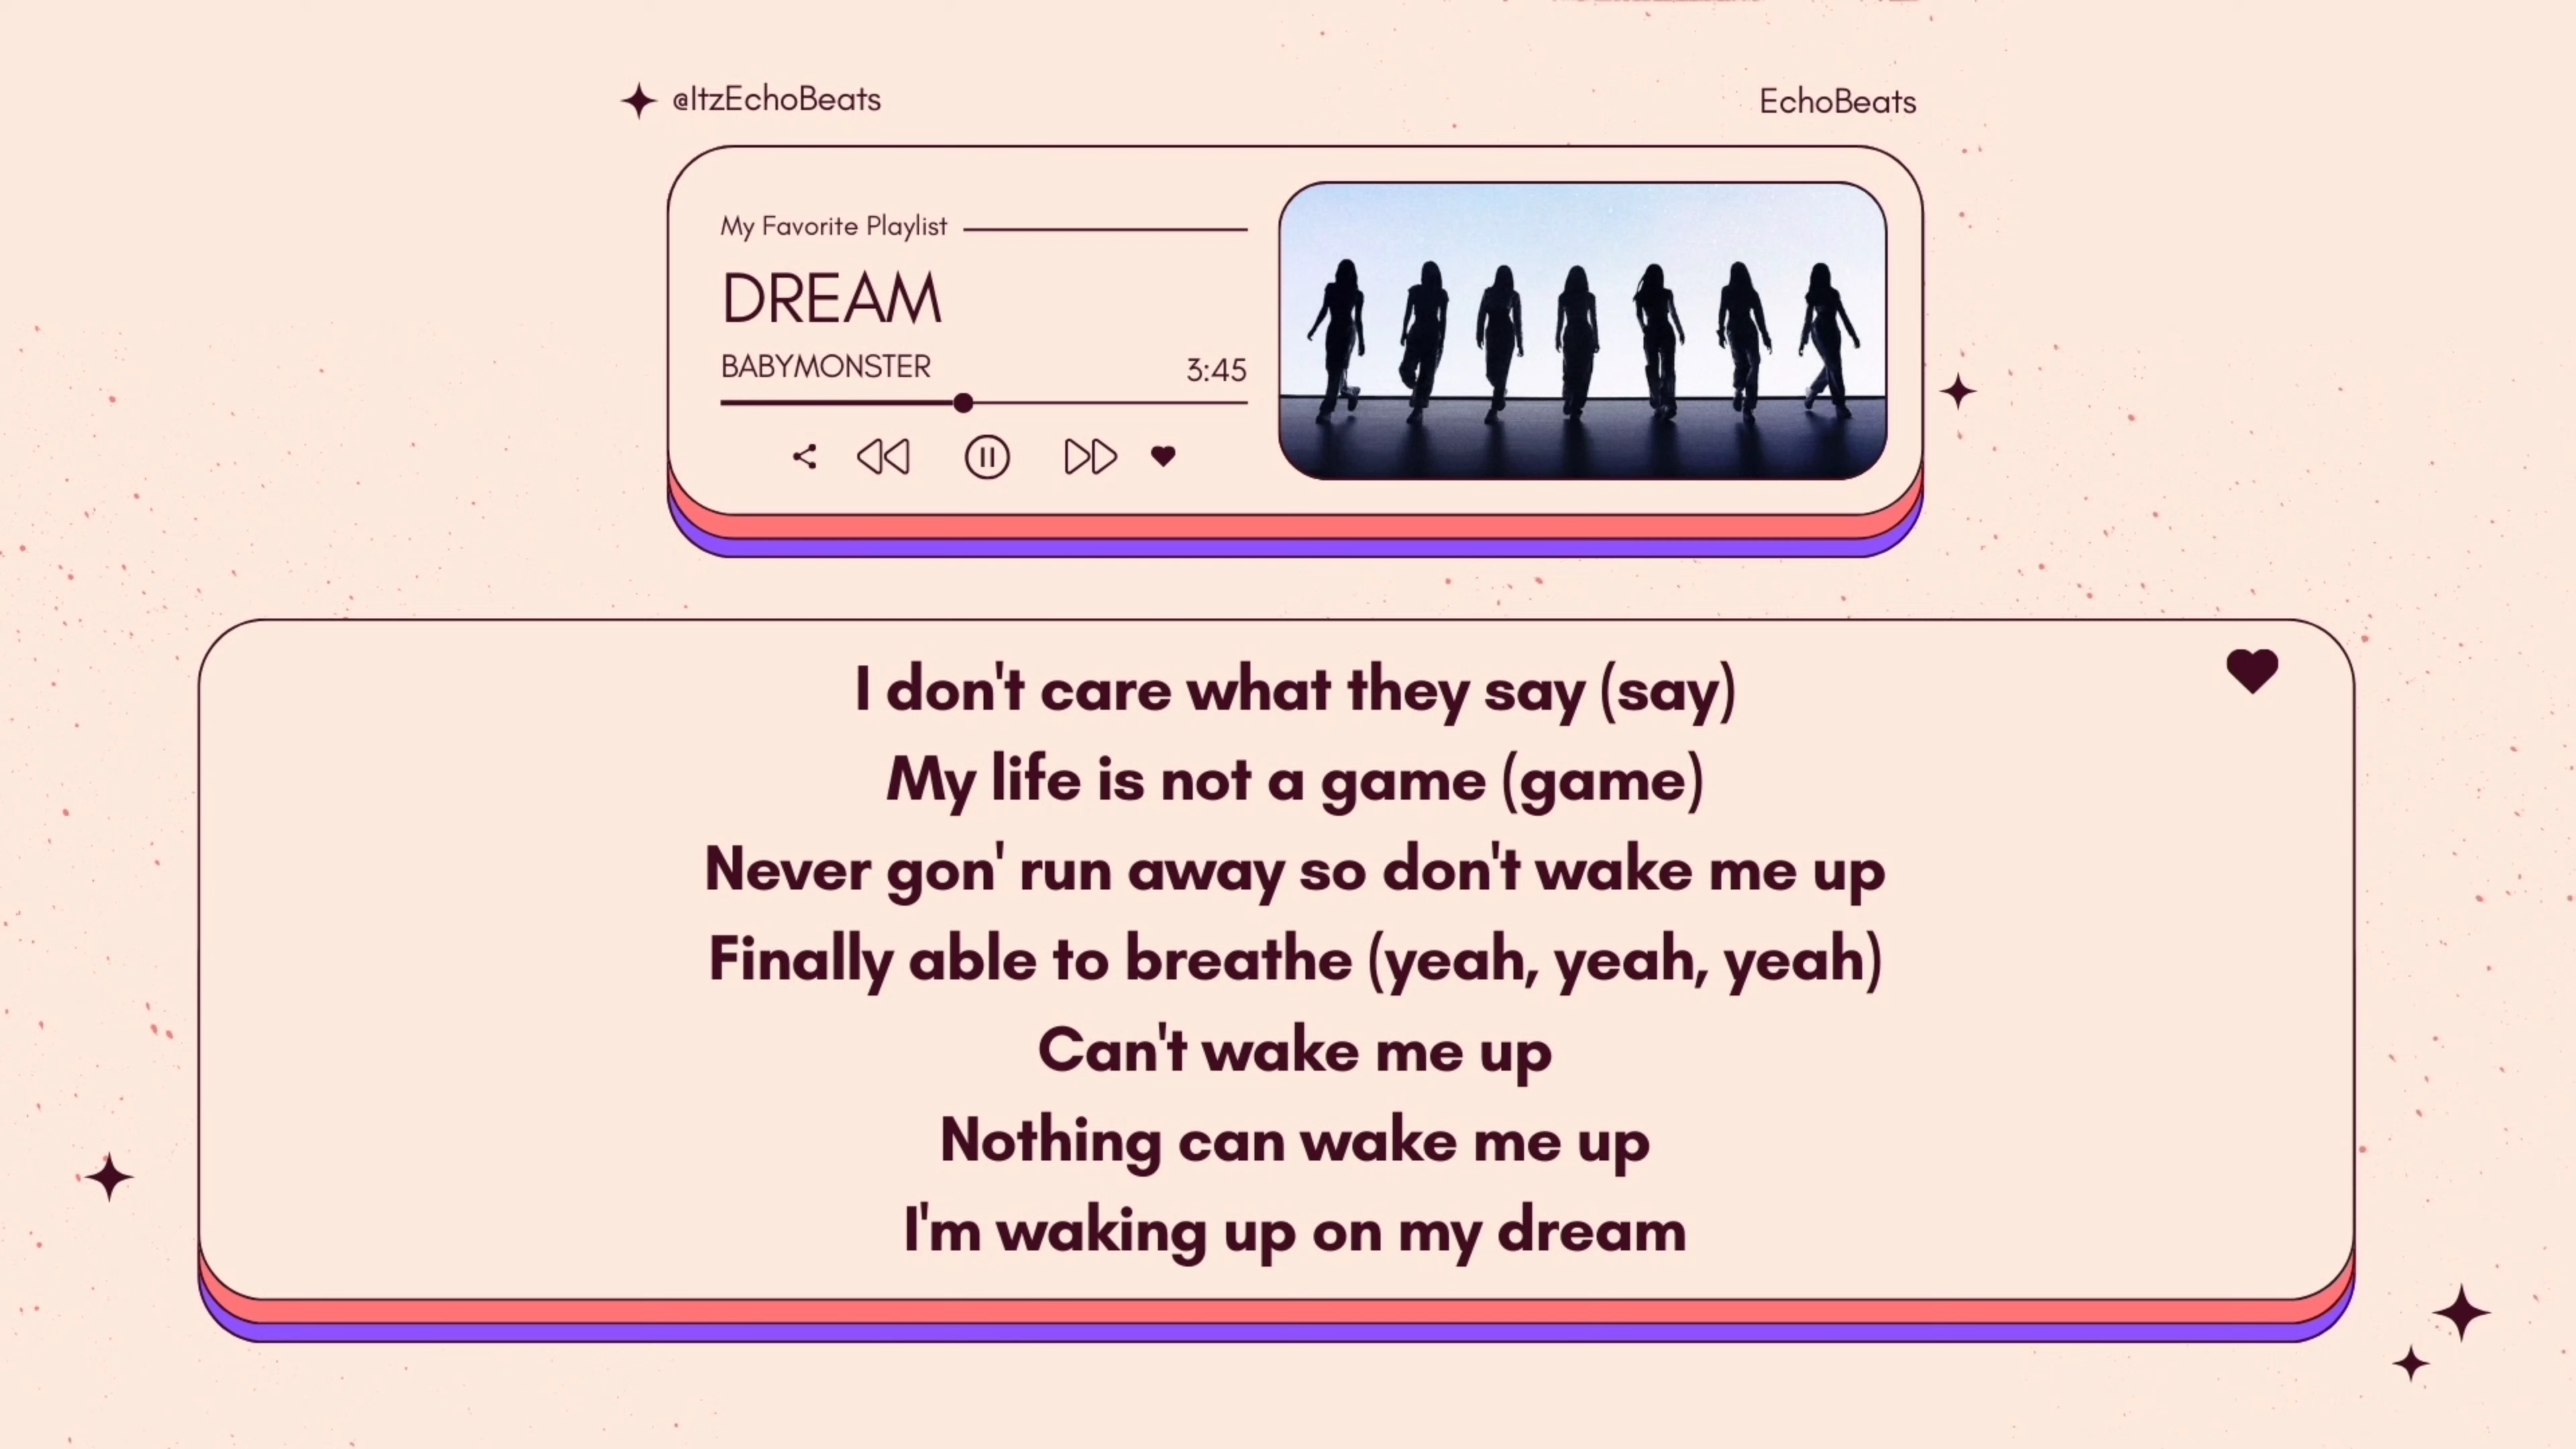 @ItzEchoBeats
EchoBeats
My Favorite Playlist
DREAM
BABYMONSTER
3:45
I don't care what they say (say)
My life is not a game (game)
Never gon' run away so don't wake me up
Finally able to breathe (yeah, yeah, yeah)
Can't wake me up
Nothing can wake me up
I'm waking up on my dream